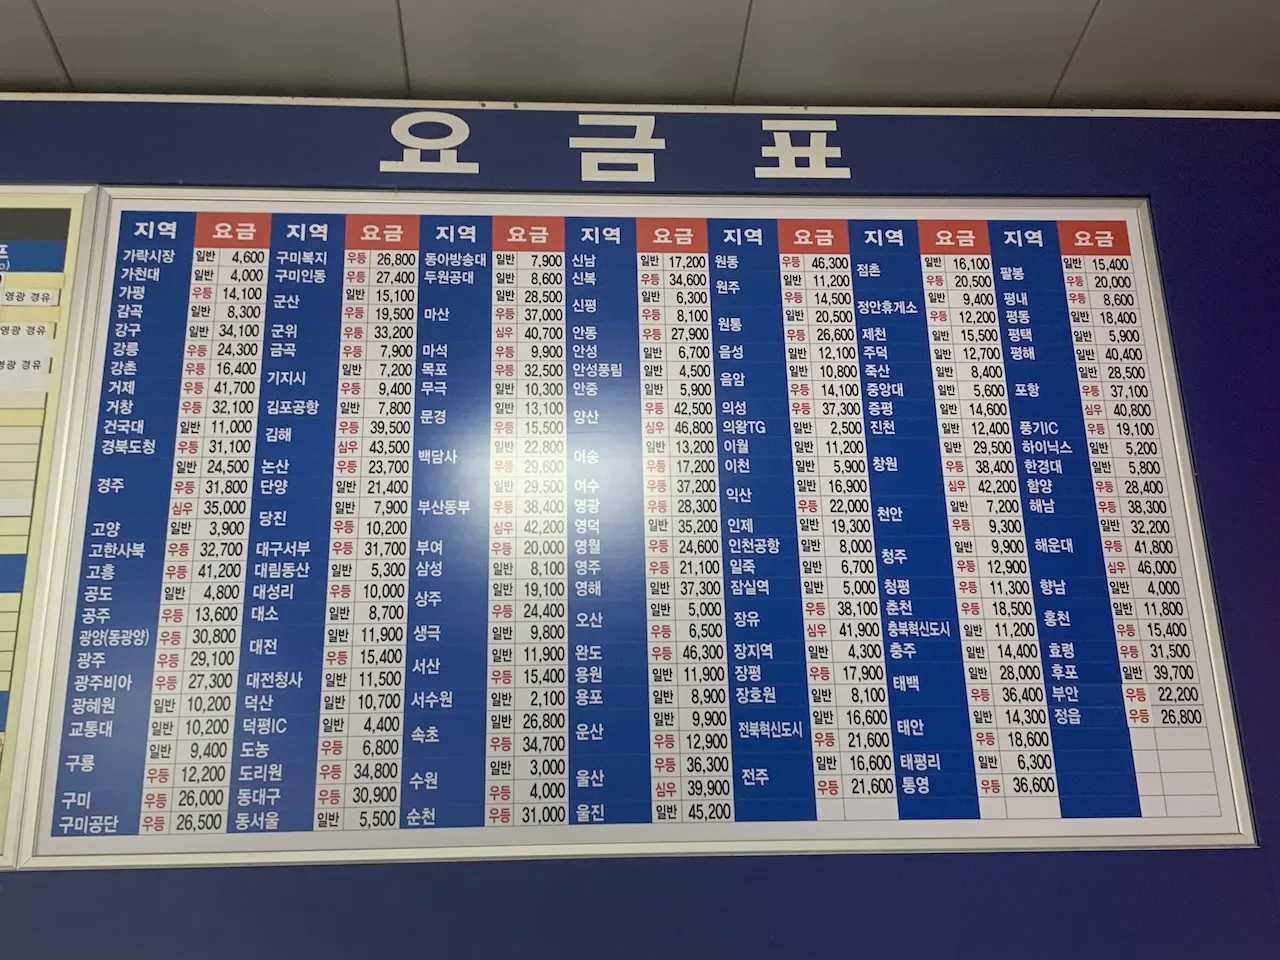 요금표
영광 경유
영광 경유
영광 경유
지역 요금
가락시장 일반 4,600
가천대 일반 4,000
가평 우등 14,100
감곡 일반 8,300
강구 일반 34,100
강릉 우등 24,300
강촌 우등 16,400
거제 우등 41,700
거창 우등 32,100
건국대 일반 11,000
경북도청 우등 31,100
경주 일반 24,500
우등 31,800
심우 35,000
고양 일반 3,900
고한사북 우등 32,700
고흥 우등 41,200
공도 일반 4,800
공주 우등 13,600
광양(동광양) 우등 30,800
광주 우등 29,100
광주비아 우등 27,300
광혜원 일반 10,200
교통대 일반 10,200
구룡 일반 9,400
우등 12,200
구미 우등 26,000
구미공단 우등 26,500
지역 요금
구미복지 우등 26,800
구미인동 우등 27,400
군산 일반 15,100
우등 19,500
군위 우등 33,200
금곡 우등 7,900
기지시 일반 7,200
우등 9,400
김포공항 일반 7,800
김해 우등 39,500
심우 43,500
논산 우등 23,700
단양 일반 21,400
당진 일반 7,900
우등 10,200
대구서부 우등 31,700
대림동산 일반 5,300
대성리 우등 10,000
대소 일반 8,700
대전 일반 11,900
우등 15,400
대전청사 일반 11,500
덕산 일반 10,700
덕평IC 일반 4,400
도농 우등 6,800
도리원 우등 34,800
동대구 우등 30,900
동서울 일반 5,500
지역 요금
동아방송대 일반 7,900
두원공대 일반 8,600
마산 일반 28,500
우등 37,000
심우 40,700
마석 우등 9,900
목포 우등 32,500
무극 일반 10,300
문경 일반 13,100
우등 15,500
백담사 일반 22,800
우등 29,600
부산동부 일반 29,500
우등 38,400
심우 42,200
부여 우등 20,000
삼성 일반 8,100
상주 일반 19,100
우등 24,400
생극 일반 9,800
서산 일반 11,900
우등 15,400
서수원 일반 2,100
속초 일반 26,800
우등 34,700
수원 일반 3,000
우등 4,000
순천 우등 31,000
지역 요금
신남 일반 17,200
신복 우등 34,600
신평 일반 6,300
우등 8,100
안동 우등 27,900
안성 일반 6,700
안성풍림 일반 4,500
안중 일반 5,900
양산 우등 42,500
심우 46,800
어송 일반 13,200
우등 17,200
여수 우등 37,200
영광 우등 28,300
영덕 일반 35,200
영월 우등 24,600
영주 우등 21,100
영해 일반 37,300
오산 일반 5,000
우등 6,500
완도 우등 46,300
용원 일반 11,900
용포 일반 8,900
운산 일반 9,900
우등 12,900
울산 우등 36,300
심우 39,900
울진 일반 45,200
지역 요금
원동 우등 46,300
원주 일반 11,200
우등 14,500
원통 일반 20,500
우등 26,600
음성 일반 12,100
음암 일반 10,800
우등 14,100
의성 우등 37,300
의왕TG 일반 2,500
이월 일반 11,200
이천 일반 5,900
익산 일반 16,900
우등 22,000
인제 일반 19,300
인천공항 일반 8,000
일죽 일반 6,700
잠실역 일반 5,000
장유 우등 38,100
심우 41,900
장지역 일반 4,300
장평 우등 17,900
장호원 일반 8,100
전북혁신도시 일반 16,600
우등 21,600
전주 일반 16,600
우등 21,600
지역 요금
점촌 일반 16,100
우등 20,500
정안휴게소 일반 9,400
우등 12,200
제천 일반 15,500
주덕 일반 12,700
죽산 일반 8,400
중앙대 일반 5,600
증평 일반 14,600
진천 일반 12,400
창원 일반 29,500
우등 38,400
심우 42,200
천안 일반 7,200
우등 9,300
청주 일반 9,900
우등 12,900
청평 우등 11,300
춘천 우등 18,500
충북혁신도시 일반 11,200
충주 일반 14,400
태백 일반 28,000
우등 36,400
태안 일반 14,300
우등 18,600
태평리 일반 6,300
통영 우등 36,600
지역 요금
팔봉 일반 15,400
우등 20,000
평내 우등 8,600
평동 일반 18,400
평택 일반 5,900
평해 일반 40,400
포항 일반 28,500
우등 37,100
심우 40,800
풍기IC 우등 19,100
하이닉스 일반 5,200
한경대 일반 5,800
함양 우등 28,400
해남 우등 38,300
해운대 일반 32,200
우등 41,800
심우 46,000
향남 일반 4,000
홍천 일반 11,800
우등 15,400
효령 우등 31,500
후포 일반 39,700
부안 우등 22,200
정읍 우등 26,800